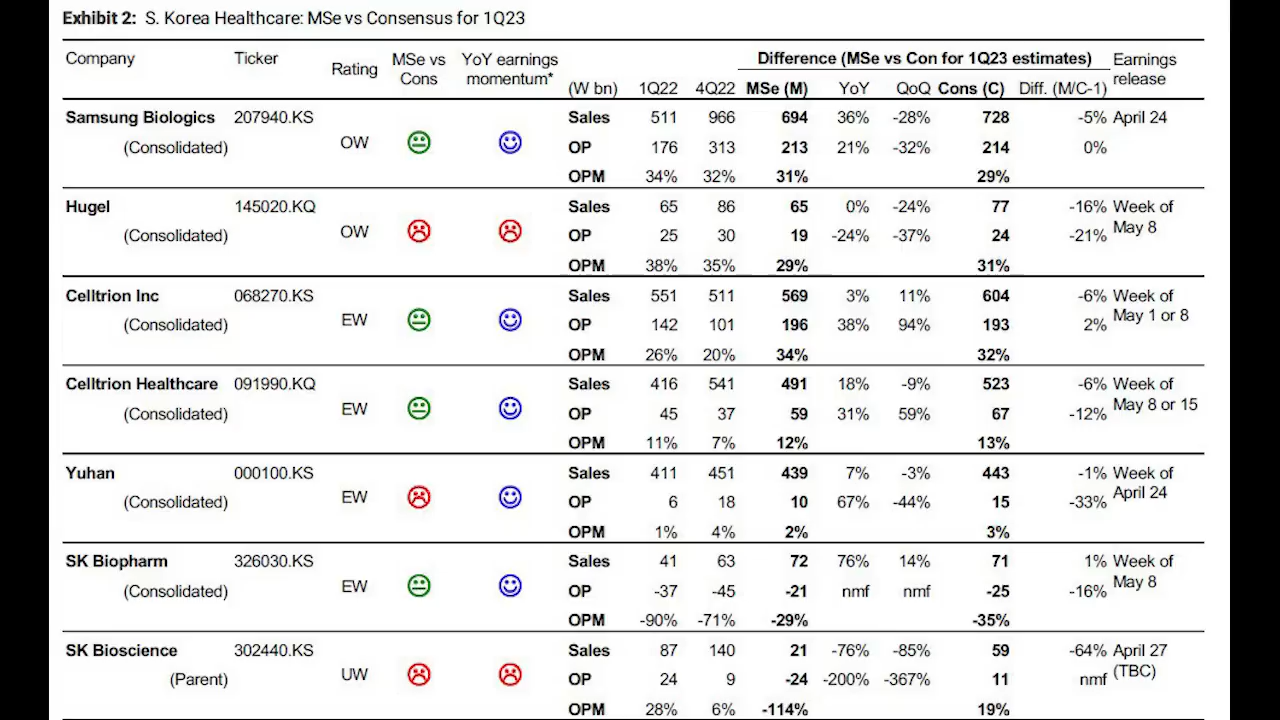 Exhibit 2: S. Korea Healthcare: MSe vs Consensus for 1Q23
Company Ticker Rating MSe vs Cons YoY earnings momentum* Difference (MSe vs Con for 1Q23 estimates) Earnings release
(W bn) 1Q22 4Q22 MSe (M) YoY QoQ Cons (C) Diff. (M/C-1)
Samsung Biologics 207940.KS Sales 511 966 694 36% -28% 728 -5% April 24
(Consolidated) OW OP 176 313 213 21% -32% 214 0%
OPM 34% 32% 31% 29%
Hugel 145020.KQ Sales 65 86 65 0% -24% 77 -16% Week of
(Consolidated) OW OP 25 30 19 -24% -37% 24 -21% May 8
OPM 38% 35% 29% 31%
Celltrion Inc 068270.KS Sales 551 511 569 3% 11% 604 -6% Week of
(Consolidated) EW OP 142 101 196 38% 94% 193 2% May 1 or 8
OPM 26% 20% 34% 32%
Celltrion Healthcare 091990.KQ Sales 416 541 491 18% -9% 523 -6% Week of
(Consolidated) EW OP 45 37 59 31% 59% 67 -12% May 8 or 15
OPM 11% 7% 12% 13%
Yuhan 000100.KS Sales 411 451 439 7% -3% 443 -1% Week of
(Consolidated) EW OP 6 18 10 67% -44% 15 -33% April 24
OPM 1% 4% 2% 3%
SK Biopharm 326030.KS Sales 41 63 72 76% 14% 71 1% Week of
(Consolidated) EW OP -37 -45 -21 nmf nmf -25 -16% May 8
OPM -90% -71% -29% -35%
SK Bioscience 302440.KS Sales 87 140 21 -76% -85% 59 -64% April 27
(Parent) UW OP 24 9 -24 -200% -367% 11 nmf (TBC)
OPM 28% 6% -114% 19%